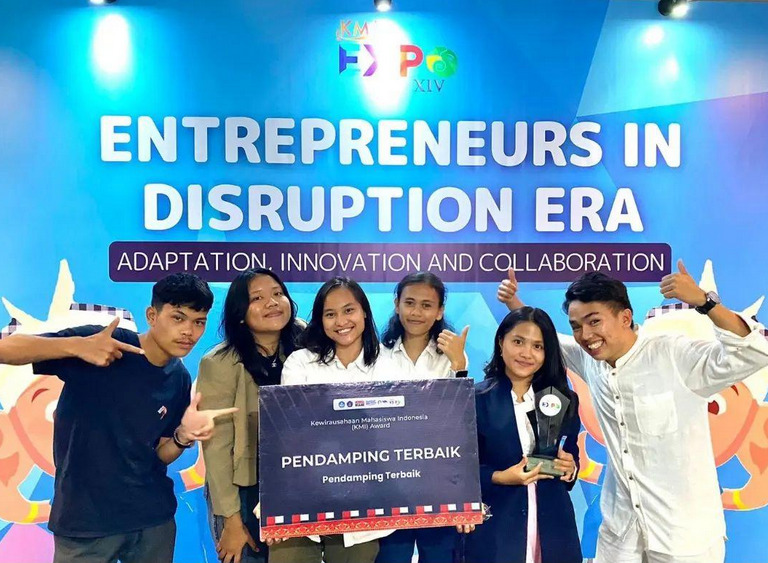 KMI
EXPO
XIV
ENTREPRENEURS IN
DISRUPTION ERA
ADAPTATION, INNOVATION AND COLLABORATION
Kewirausahaan Mahasiswa Indonesia
(KMI) Award
PENDAMPING TERBAIK
Pendamping Terbaik
EXPO